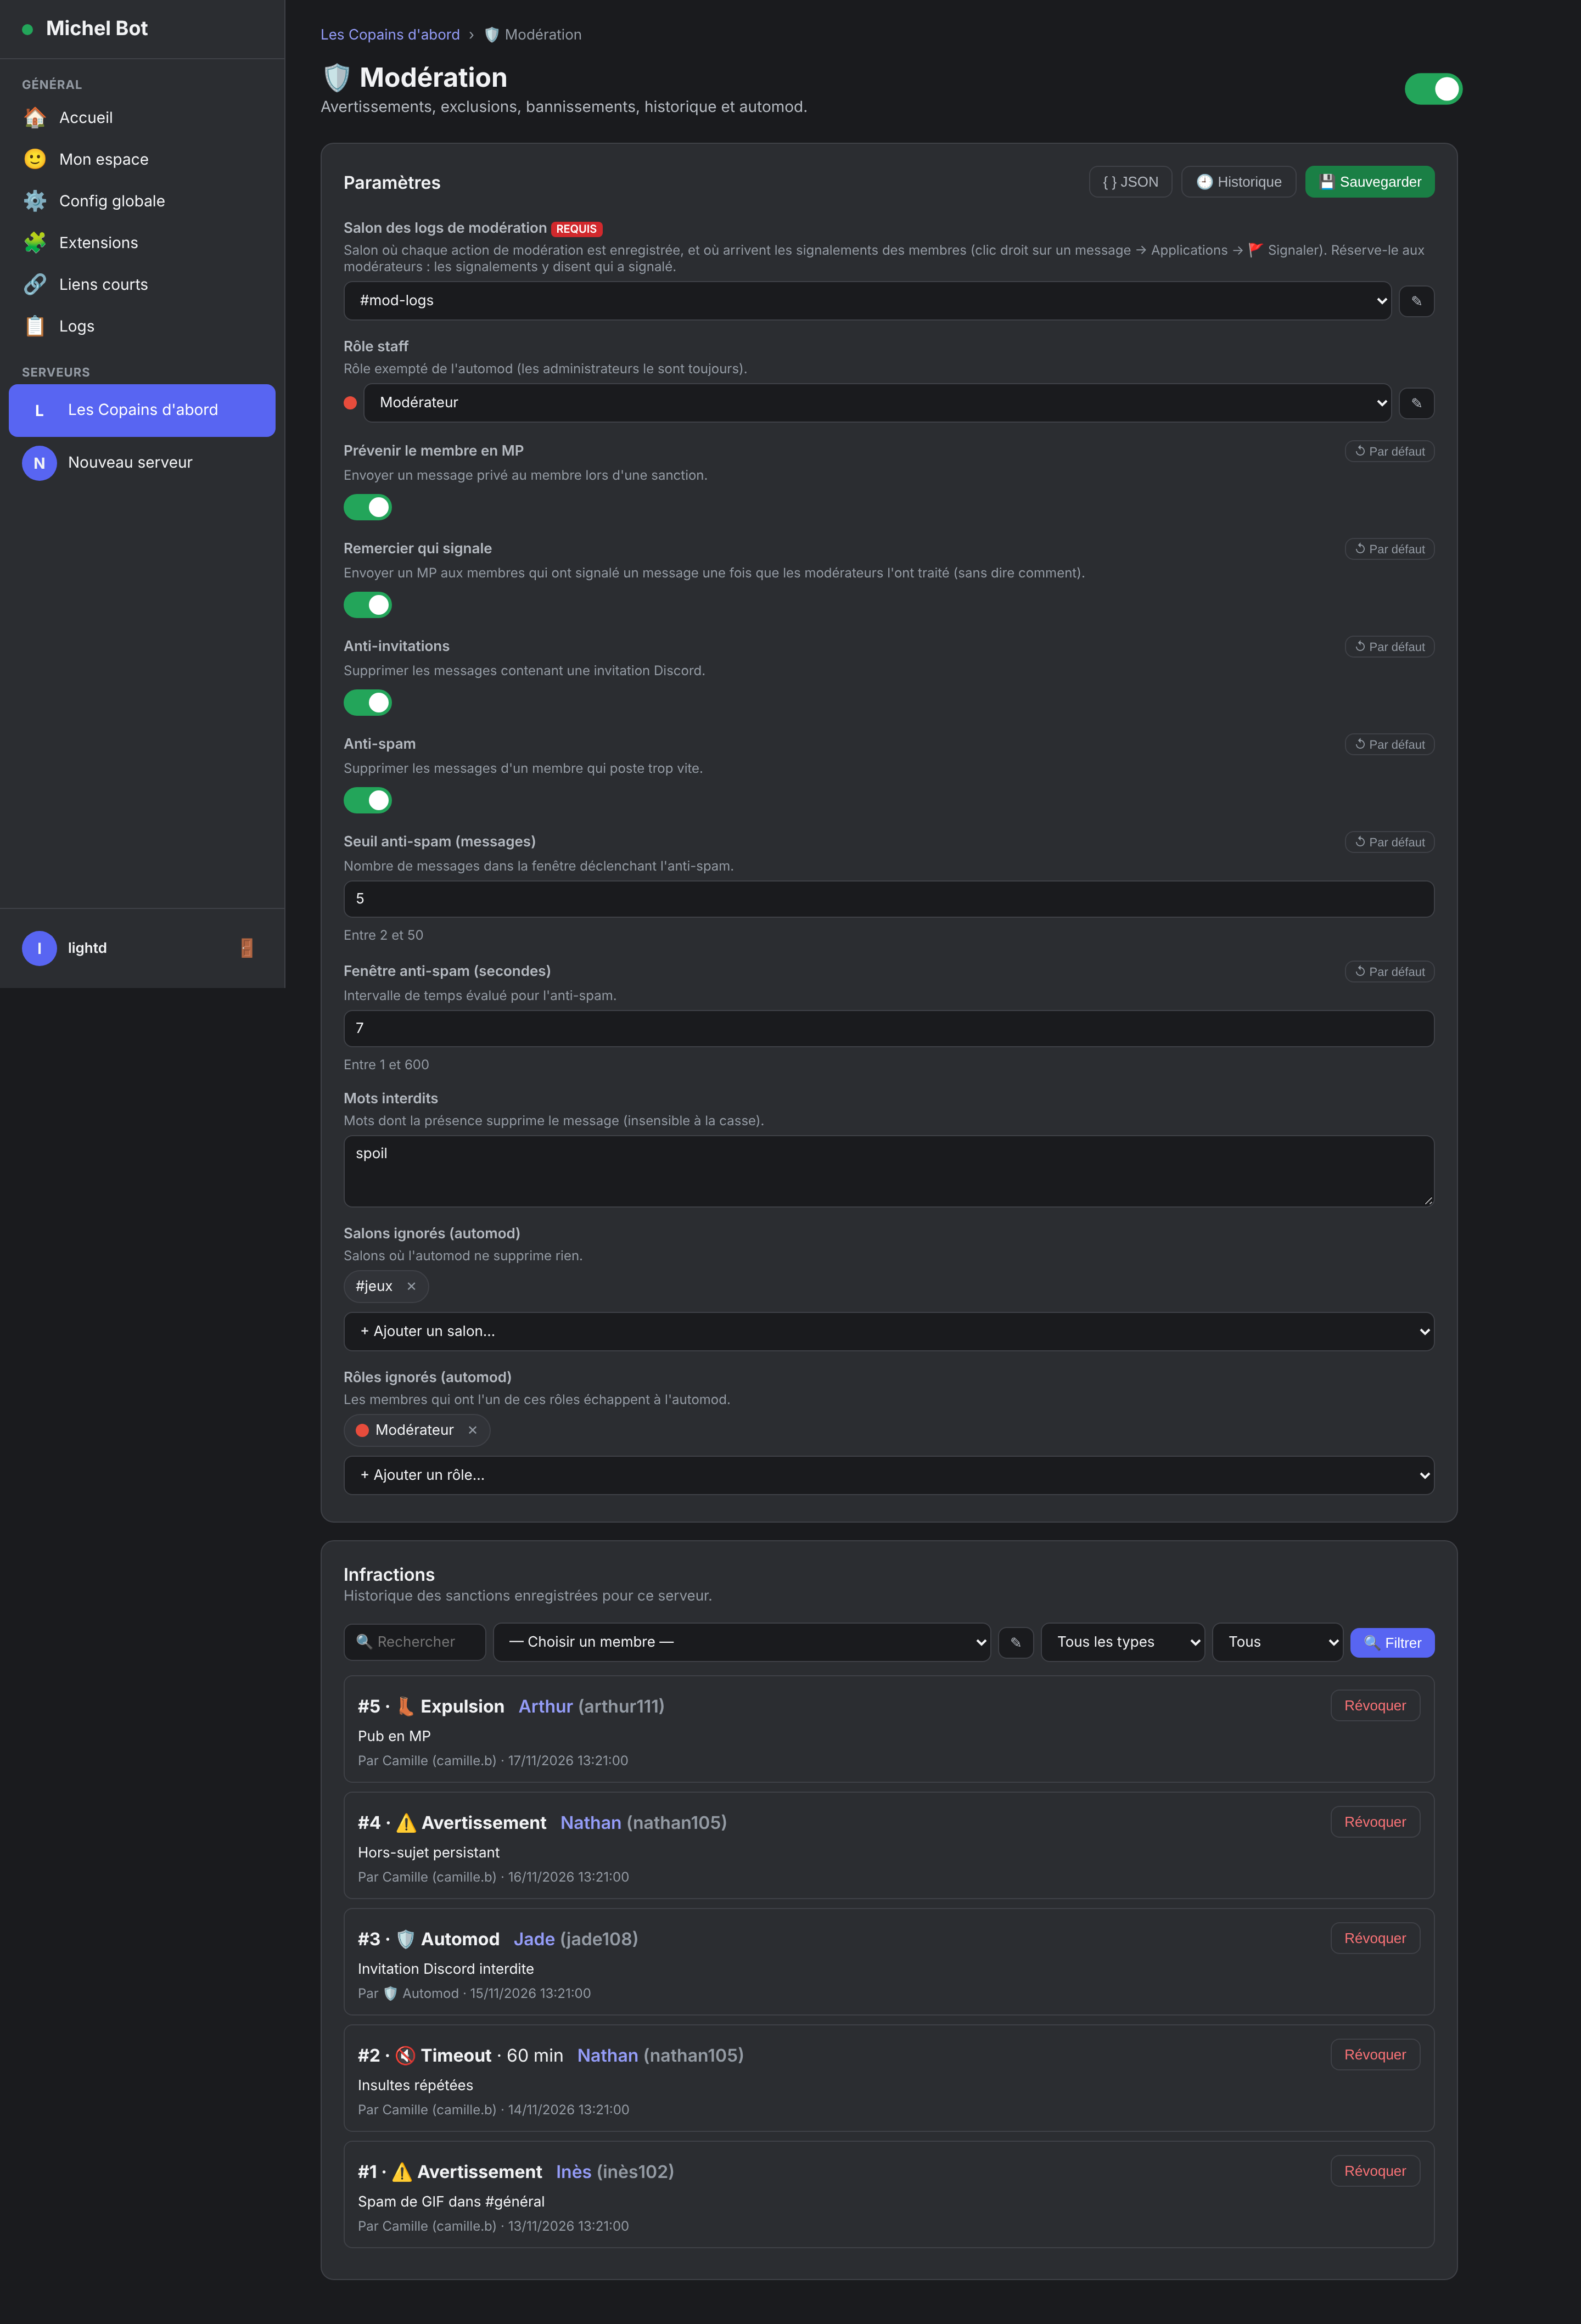 Michel Bot
GÉNÉRAL
🏠 Accueil
🙂 Mon espace
⚙️ Config globale
🧩 Extensions
🔗 Liens courts
📋 Logs
SERVEURS
L Les Copains d'abord
N Nouveau serveur
l lightd
Les Copains d'abord › 🛡️ Modération
🛡️ Modération
Avertissements, exclusions, bannissements, historique et automod.
Paramètres
{ } JSON
🕘 Historique
💾 Sauvegarder
Salon des logs de modération REQUIS
Salon où chaque action de modération est enregistrée, et où arrivent les signalements des membres (clic droit sur un message → Applications → 🚩 Signaler). Réserve-le aux
modérateurs : les signalements y disent qui a signalé.
#mod-logs ✎
Rôle staff
Rôle exempté de l'automod (les administrateurs le sont toujours).
Modérateur ✎
Prévenir le membre en MP ↺ Par défaut
Envoyer un message privé au membre lors d'une sanction.
Remercier qui signale ↺ Par défaut
Envoyer un MP aux membres qui ont signalé un message une fois que les modérateurs l'ont traité (sans dire comment).
Anti-invitations ↺ Par défaut
Supprimer les messages contenant une invitation Discord.
Anti-spam ↺ Par défaut
Supprimer les messages d'un membre qui poste trop vite.
Seuil anti-spam (messages) ↺ Par défaut
Nombre de messages dans la fenêtre déclenchant l'anti-spam.
5
Entre 2 et 50
Fenêtre anti-spam (secondes) ↺ Par défaut
Intervalle de temps évalué pour l'anti-spam.
7
Entre 1 et 600
Mots interdits
Mots dont la présence supprime le message (insensible à la casse).
spoil
Salons ignorés (automod)
Salons où l'automod ne supprime rien.
#jeux ✕
+ Ajouter un salon…
Rôles ignorés (automod)
Les membres qui ont l'un de ces rôles échappent à l'automod.
Modérateur ✕
+ Ajouter un rôle…
Infractions
Historique des sanctions enregistrées pour ce serveur.
🔍 Rechercher — Choisir un membre — ✎ Tous les types Tous 🔍 Filtrer
#5 · 👢 Expulsion Arthur (arthur111) Révoquer
Pub en MP
Par Camille (camille.b) · 17/11/2026 13:21:00
#4 · ⚠️ Avertissement Nathan (nathan105) Révoquer
Hors-sujet persistant
Par Camille (camille.b) · 16/11/2026 13:21:00
#3 · 🛡️ Automod Jade (jade108) Révoquer
Invitation Discord interdite
Par 🛡️ Automod · 15/11/2026 13:21:00
#2 · 🔇 Timeout · 60 min Nathan (nathan105) Révoquer
Insultes répétées
Par Camille (camille.b) · 14/11/2026 13:21:00
#1 · ⚠️ Avertissement Inès (inès102) Révoquer
Spam de GIF dans #général
Par Camille (camille.b) · 13/11/2026 13:21:00